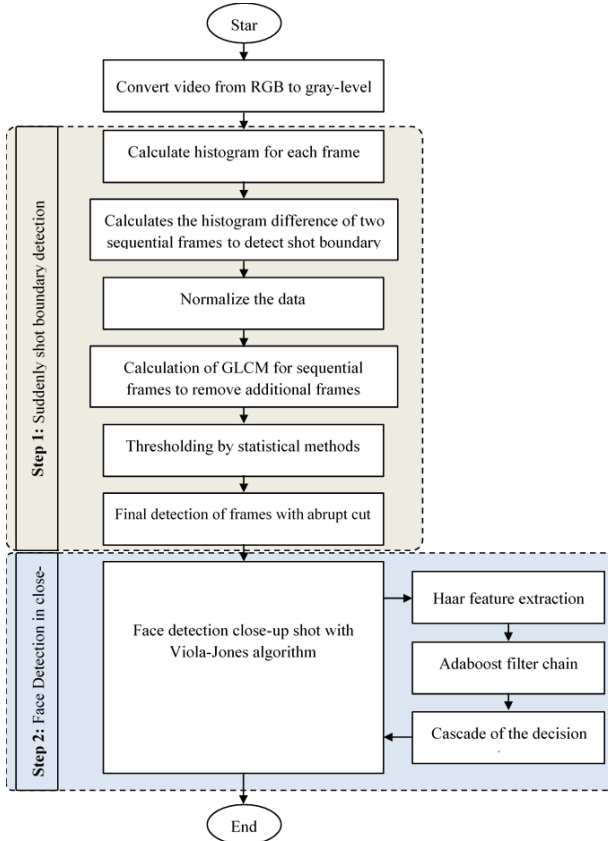 Star
Convert video from RGB to gray-level
Step 1: Suddenly shot boundary detection
Calculate histogram for each frame
Calculates the histogram difference of two
sequential frames to detect shot boundary
Normalize the data
Calculation of GLCM for sequential
frames to remove additional frames
Thresholding by statistical methods
Final detection of frames with abrupt cut
Step 2: Face Detection in close-
Face detection close-up shot with
Viola-Jones algorithm
Haar feature extraction
Adaboost filter chain
Cascade of the decision
End